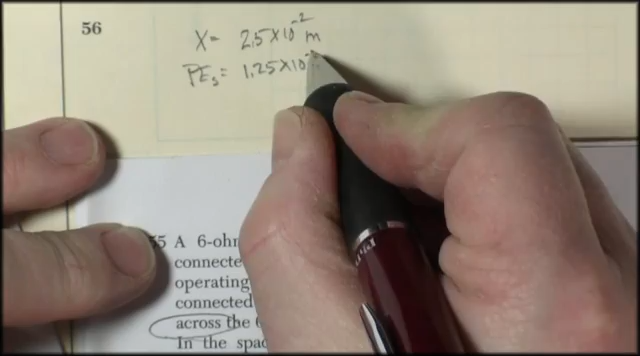 56
X= 2.5×10⁻² m
PEs= 1.25×10
55 A 6-ohm
connecte
operating
connected
across the 6
In the spac